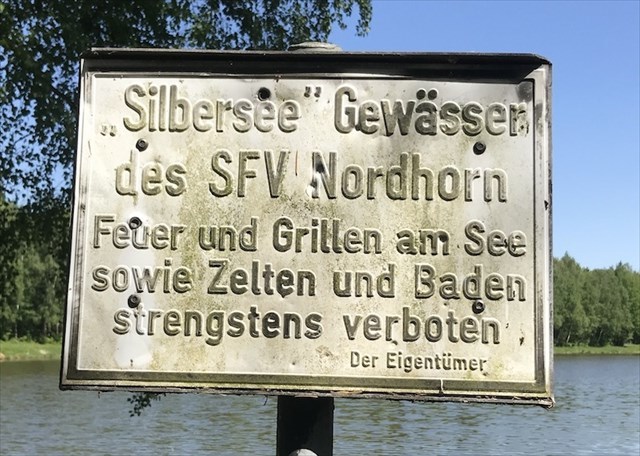 „Silbersee" Gewässer
des SFV Nordhorn
Feuer und Grillen am See
sowie Zelten und Baden
strengstens verboten
Der Eigentümer